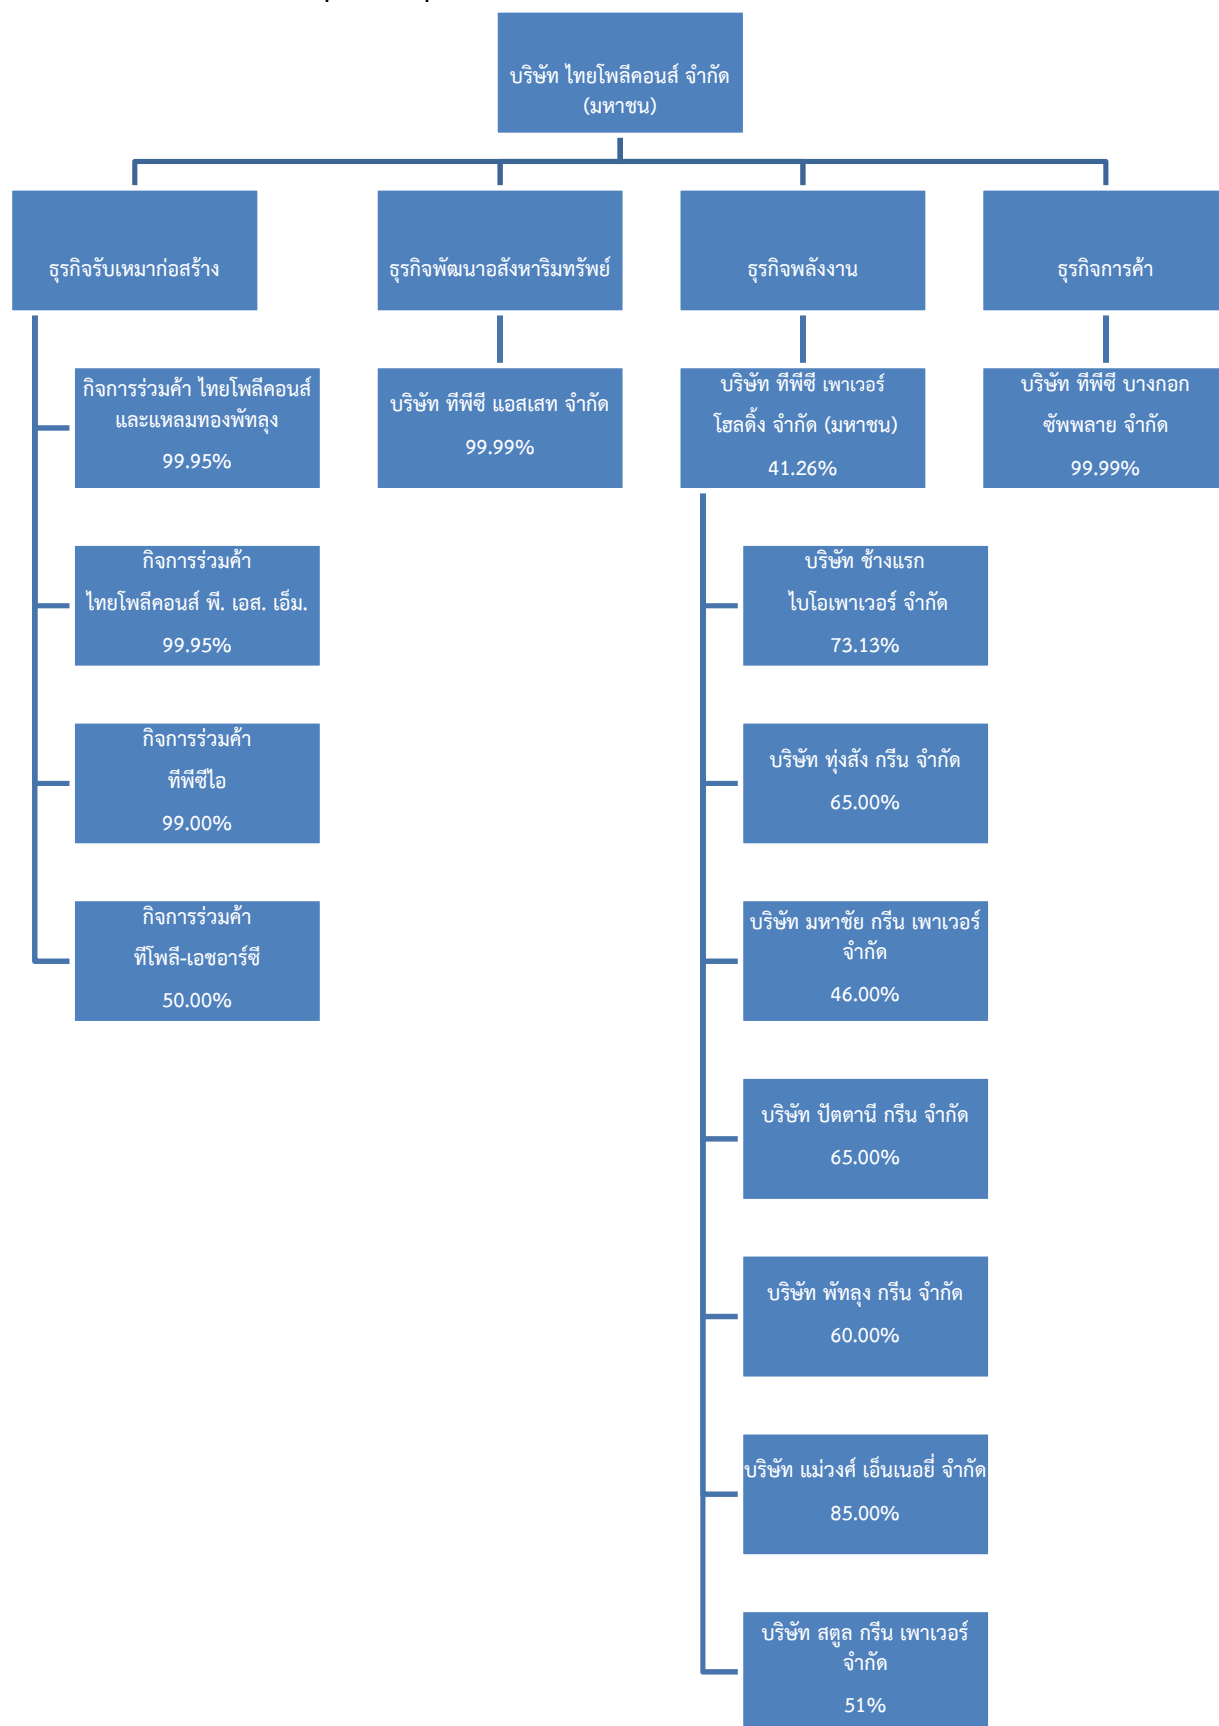 บริษัท ไทยโพลีคอนส์ จำกัด
(มหาชน)
ธุรกิจรับเหมาก่อสร้าง
ธุรกิจพัฒนาอสังหาริมทรัพย์
ธุรกิจพลังงาน
ธุรกิจการค้า
กิจการร่วมค้า ไทยโพลีคอนส์
และแหลมทองพัทลุง
99.95%
บริษัท ทีพีซี แอสเสท จำกัด
99.99%
บริษัท ทีพีซี เพาเวอร์
โฮลดิ้ง จำกัด (มหาชน)
41.26%
บริษัท ทีพีซี บางกอก
ซัพพลาย จำกัด
99.99%
กิจการร่วมค้า
ไทยโพลีคอนส์ พี. เอส. เอ็ม.
99.95%
กิจการร่วมค้า
ทีพีซีไอ
99.00%
กิจการร่วมค้า
ทีโพลี-เอชอาร์ซี
50.00%
บริษัท ช้างแรก
ไบโอเพาเวอร์ จำกัด
73.13%
บริษัท ทุ่งสัง กรีน จำกัด
65.00%
บริษัท มหาชัย กรีน เพาเวอร์
จำกัด
46.00%
บริษัท ปัตตานี กรีน จำกัด
65.00%
บริษัท พัทลุง กรีน จำกัด
60.00%
บริษัท แม่วงศ์ เอ็นเนอยี่ จำกัด
85.00%
บริษัท สตูล กรีน เพาเวอร์
จำกัด
51%